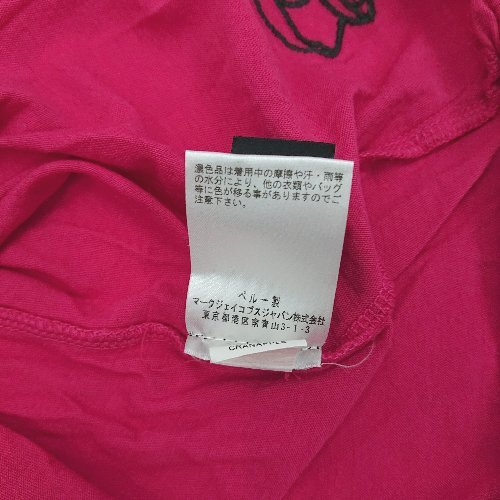 濃色品は着用中の摩擦や汗・雨等
の水分により、他の衣類やバッグ
等に色が移る事がありますのでご
注意下さい。
ペルー製
マークジェイコブスジャパン株式会社
東京都港区南青山3-1-3